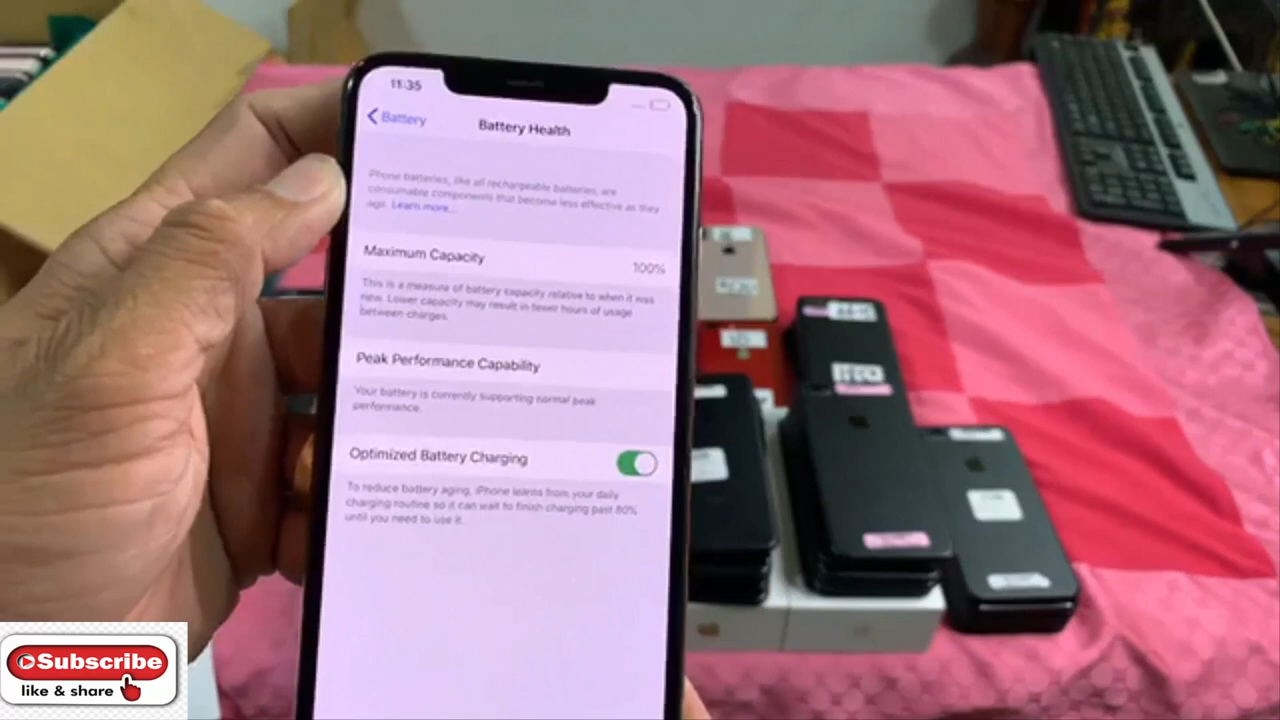 11:35
Battery
Battery Health
Phone batteries, like all rechargeable batteries, are
consumable components that become less effective as they
age. Learn more...
Maximum Capacity
100%
This is a measure of battery capacity relative to when it was
new. Lower capacity may result in fewer hours of usage
between charges.
Peak Performance Capability
Your battery is currently supporting normal peak
performance.
Optimized Battery Charging
To reduce battery aging, iPhone learns from your daily
charging routine so it can wait to finish charging past 80%
until you need to use it.
Subscribe
like & share